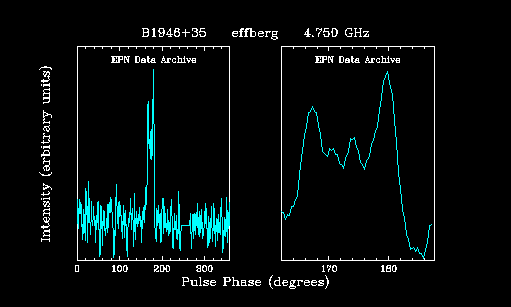 B1946+35 effberg 4.750 GHz
EPN Data Archive EPN Data Archive
Intensity (arbitrary units)
0 100 200 300 170 180
Pulse Phase (degrees)